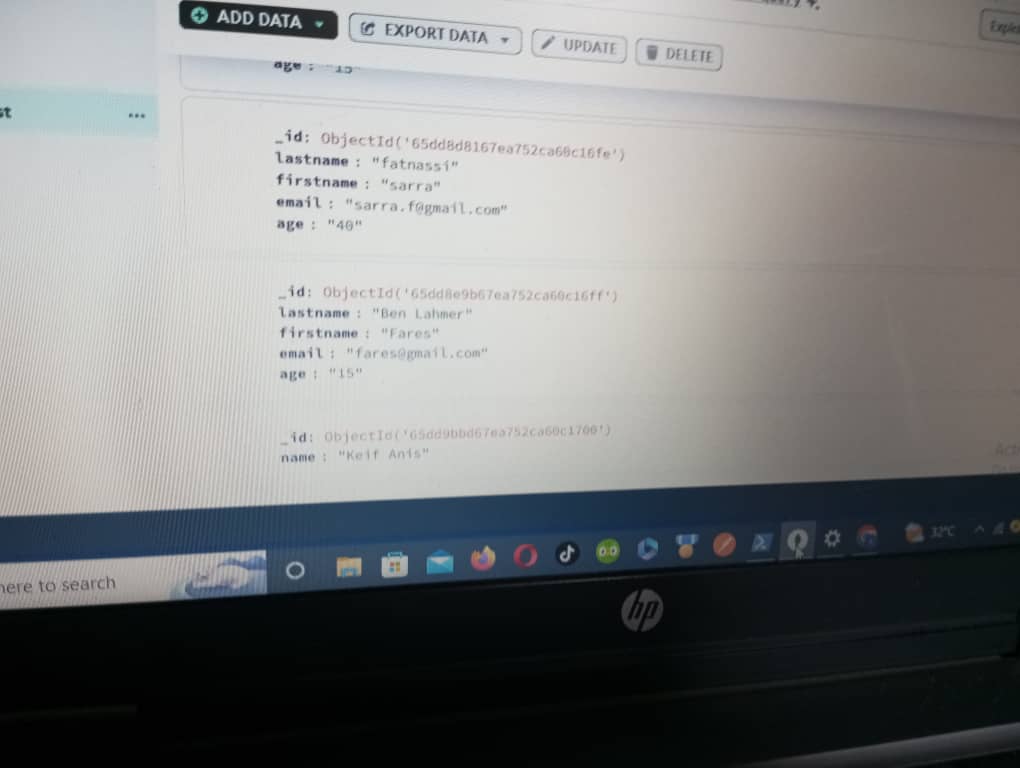 ADD DATA
EXPORT DATA
UPDATE
DELETE
age : "15"
st
_id: ObjectId('65dd8d8167ea752ca60c16fe')
lastname : "fatnassi"
firstname : "sarra"
email : "sarra.f@gmail.com"
age : "40"
_id: ObjectId('65dd8e9b67ea752ca60c16ff')
lastname : "Ben Lahmer"
firstname : "Fares"
email : "fares@gmail.com"
age : "15"
_id: ObjectId('65dd9bbd67ea752ca60c1700')
name : "Keif Anis"
32°C
here to search
hp